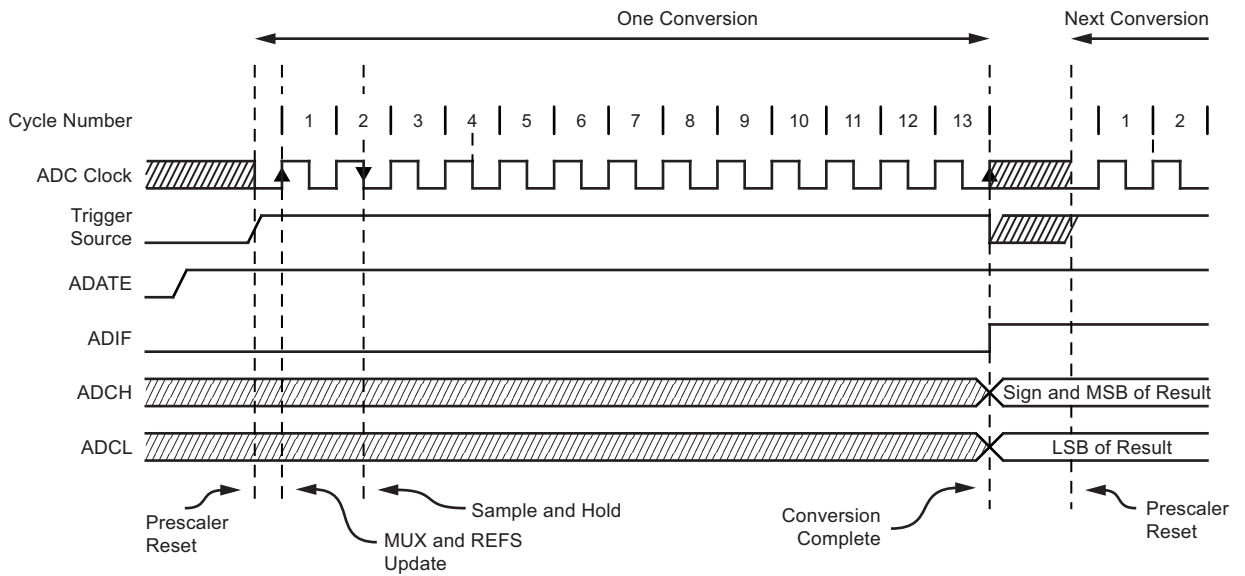 One Conversion
Next Conversion
Cycle Number
1 2 3 4 5 6 7 8 9 10 11 12 13 1 2
ADC Clock
Trigger
Source
ADATE
ADIF
ADCH
Sign and MSB of Result
ADCL
LSB of Result
Prescaler
Reset
MUX and REFS
Update
Sample and Hold
Conversion
Complete
Prescaler
Reset